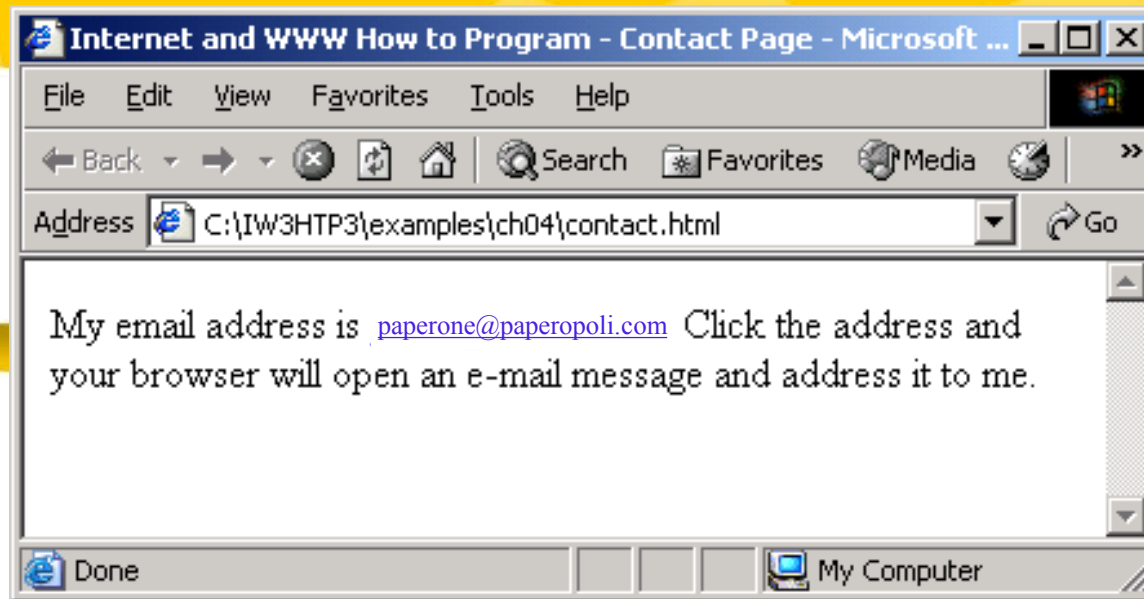 Internet and WWW How to Program - Contact Page - Microsoft ...
File Edit View Favorites Tools Help
Back Search Favorites Media »
Address C:\IW3HTP3\examples\ch04\contact.html Go
My email address is paperone@paperopoli.com Click the address and
your browser will open an e-mail message and address it to me.
Done My Computer